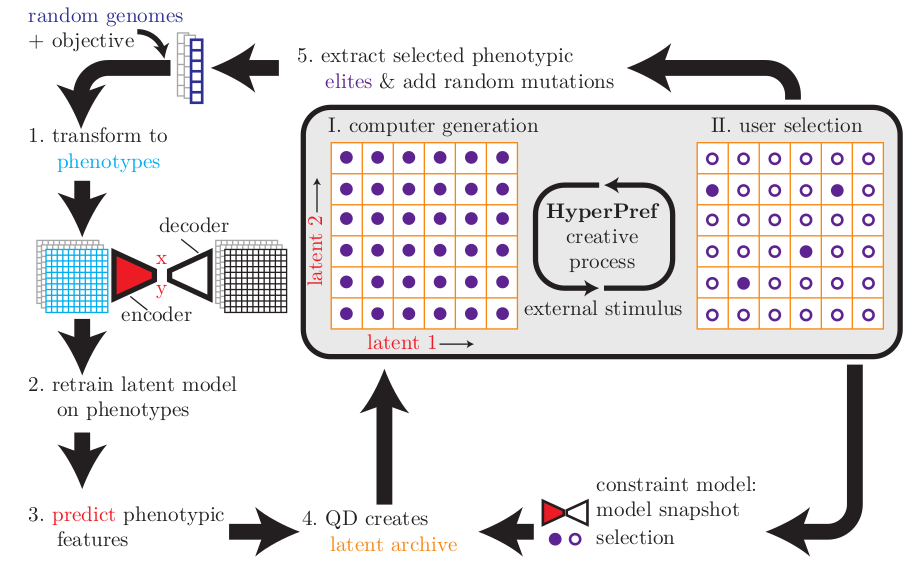 random genomes
+ objective
5. extract selected phenotypic
elites & add random mutations
1. transform to
phenotypes
I. computer generation
II. user selection
latent 2
HyperPref
creative
process
external stimulus
latent 1
decoder
x
y
encoder
2. retrain latent model
on phenotypes
3. predict phenotypic
features
4. QD creates
latent archive
constraint model:
model snapshot
selection